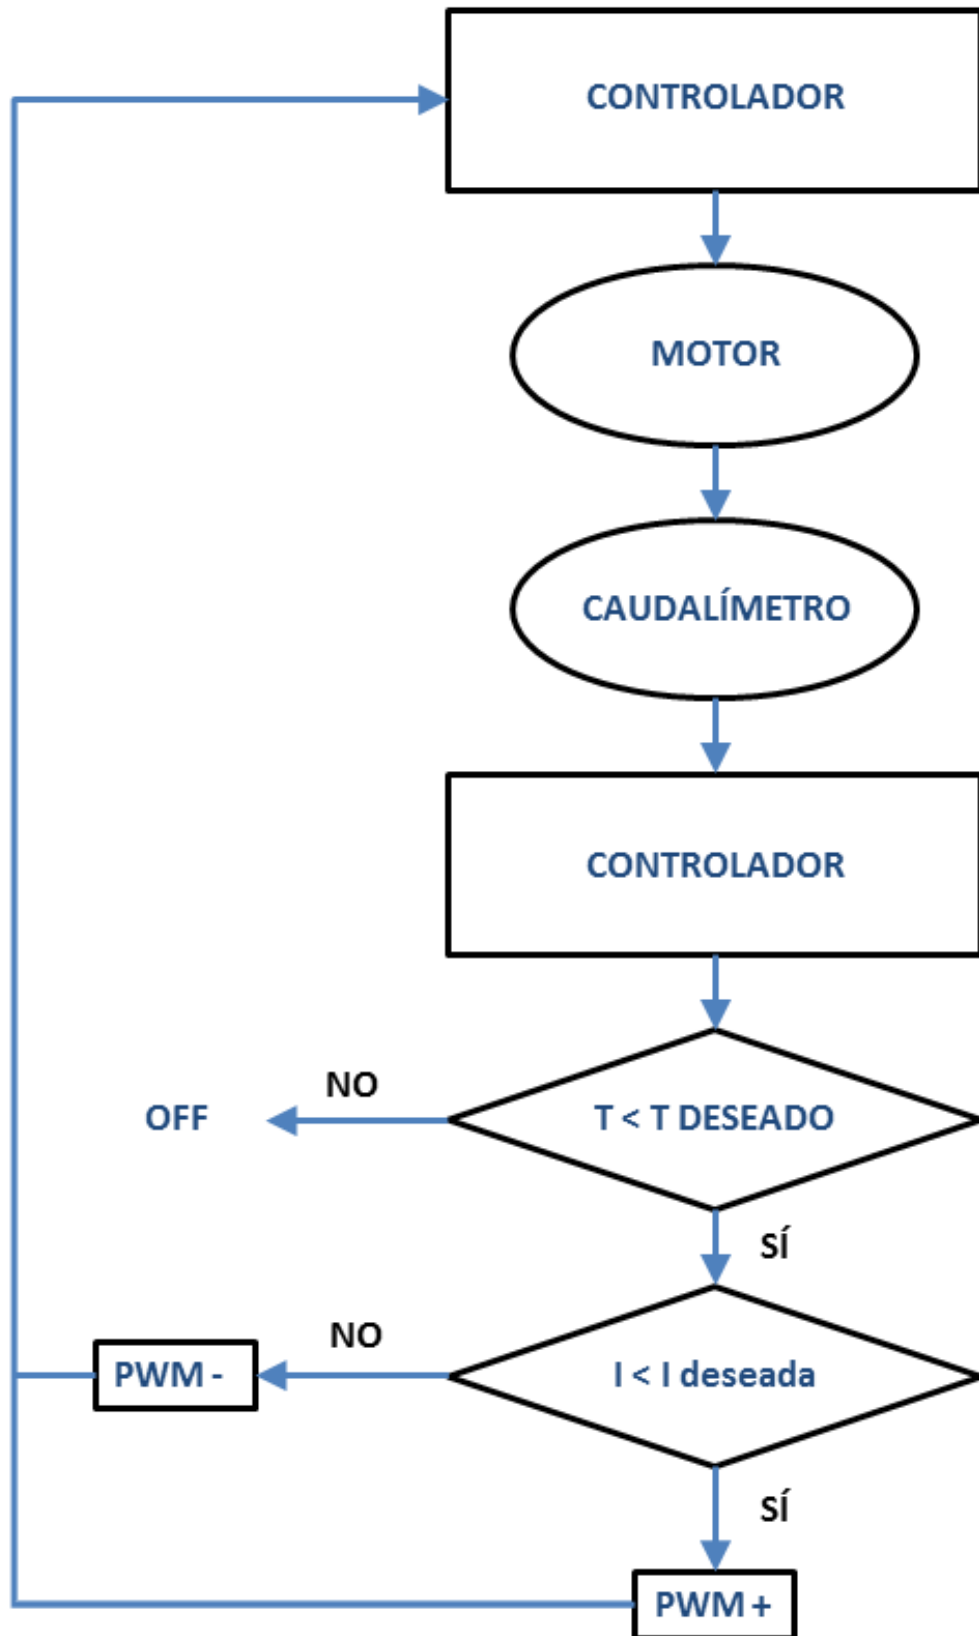 CONTROLADOR
MOTOR
CAUDALÍMETRO
CONTROLADOR
NO
OFF
T < T DESEADO
SÍ
NO
PWM -
I < I deseada
SÍ
PWM +